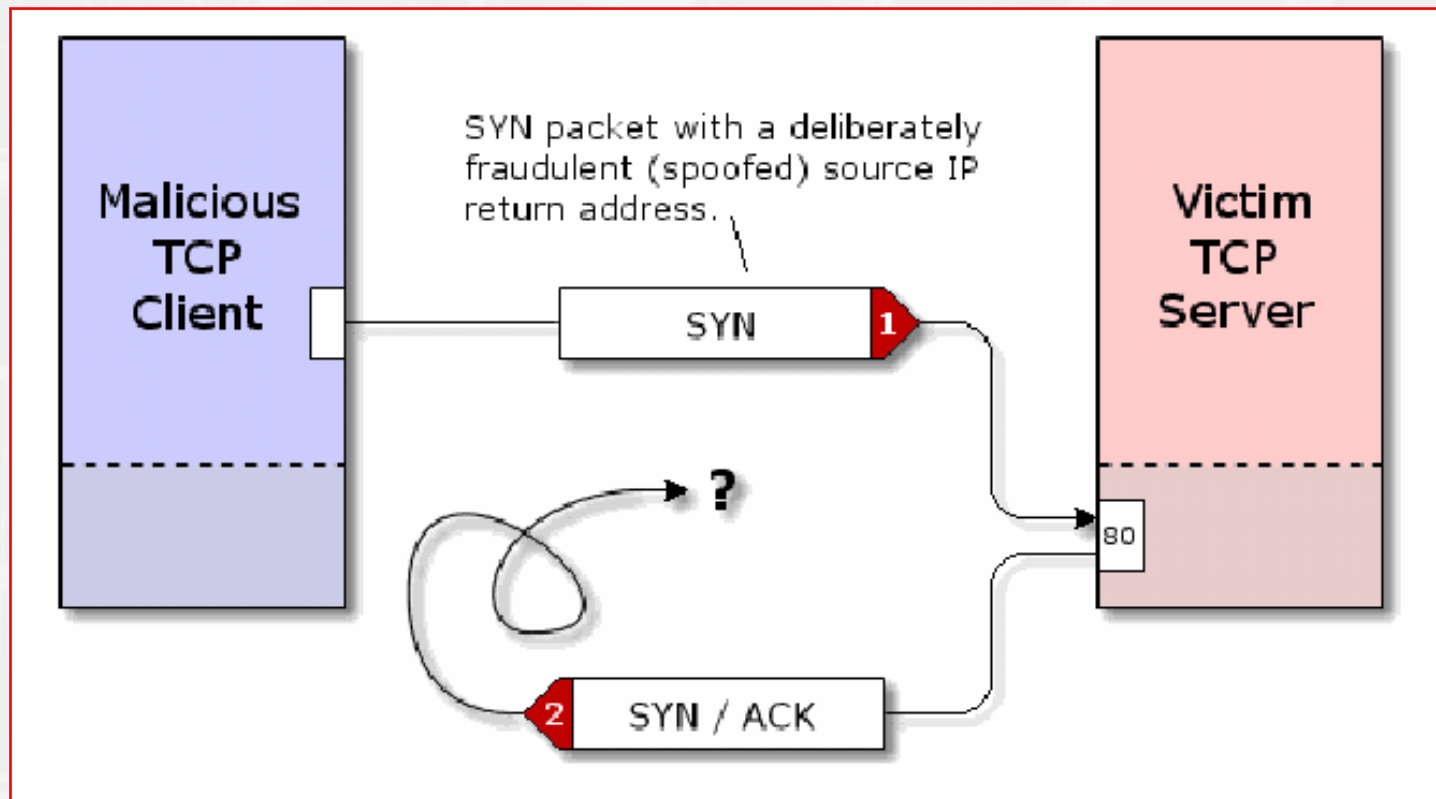 Malicious
TCP
Client
SYN packet with a deliberately
fraudulent (spoofed) source IP
return address.
SYN
1
Victim
TCP
Server
80
?
2
SYN / ACK